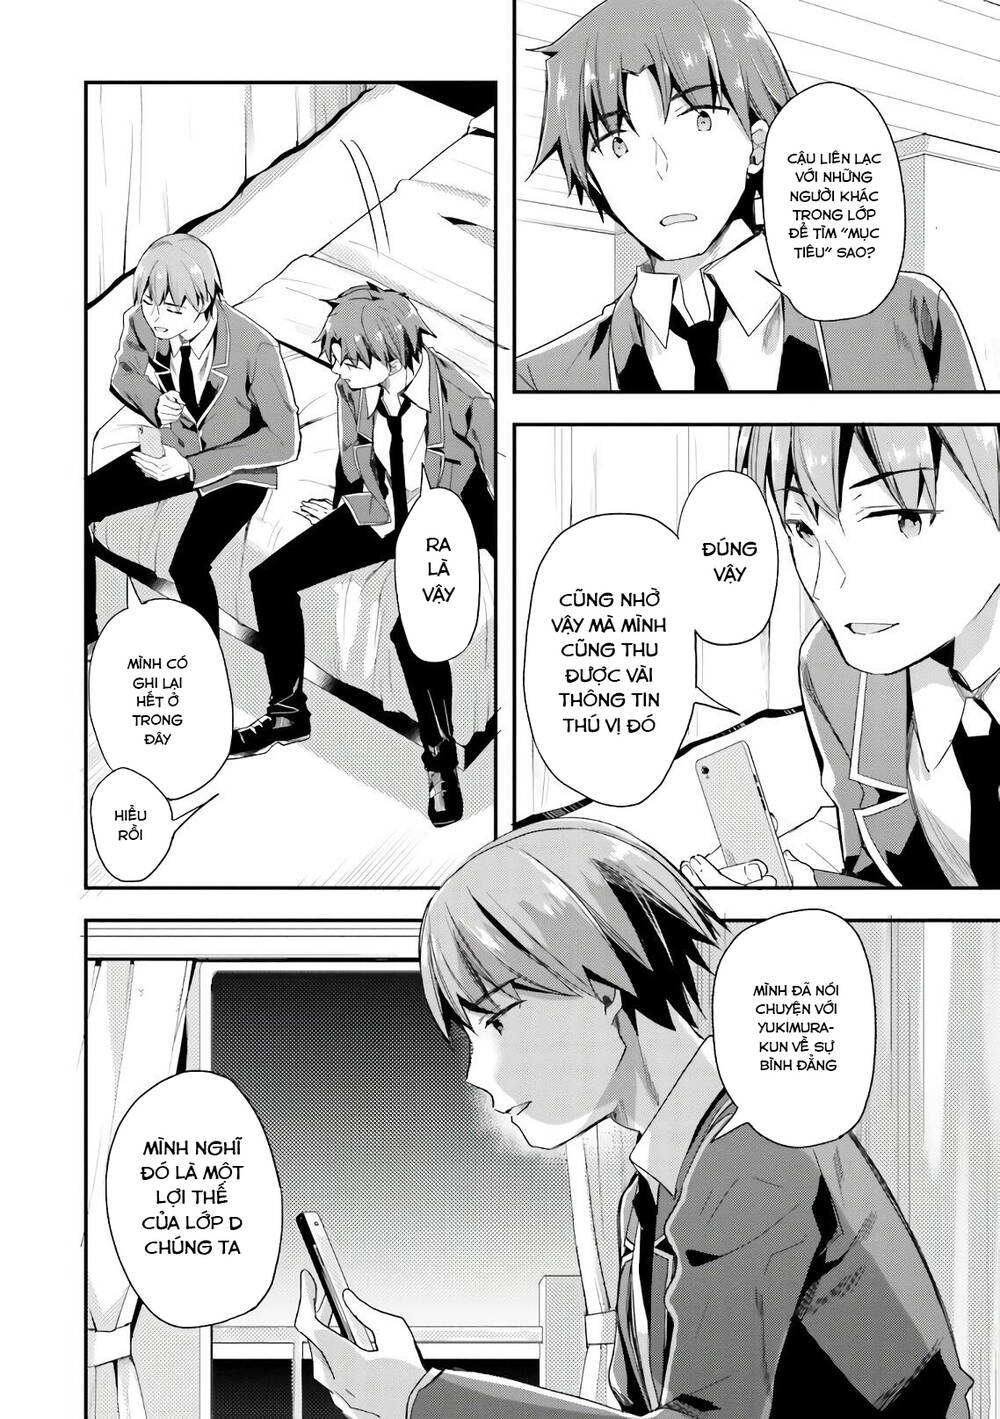 CẬU LIÊN LẠC
VỚI NHỮNG
NGƯỜI KHÁC
TRONG LỚP
ĐỂ TÌM "MỤC
TIÊU" SAO?
ĐÚNG
VẬY
CŨNG NHỜ
VẬY MÀ MÌNH
CŨNG THU
ĐƯỢC VÀI
THÔNG TIN
THÚ VỊ ĐÓ
RA
LÀ
VẬY
MÌNH CÓ
GHI LẠI
HẾT Ở
TRONG
ĐÂY
HIỂU
RỒI
MÌNH ĐÃ NÓI
CHUYỆN VỚI
YUKIMURA-
KUN VỀ SỰ
BÌNH ĐẲNG
MÌNH NGHĨ
ĐÓ LÀ MỘT
LỢI THẾ
CỦA LỚP D
CHÚNG TA